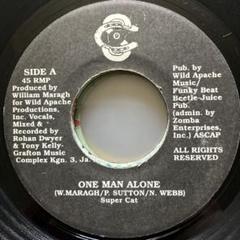 SIDE A
45 RMP
Produced by
William Maragh
for Wild Apache
Productions,
Inc. Vocals,
Mixed &
Recorded by
Rohan Dwyer
& Tony Kelly-
Grafton Music
Complex Kgn. 3, Ja.
Pub. by
Wild Apache
Music/
Funky Beat
Beetle-Juice
Pub.
(admin. by
Zomba
Enterprises,
Inc.) ASCAP
ALL RIGHTS
RESERVED
ONE MAN ALONE
(W.MARAGH/P. SUTTON/N. WEBB)
Super Cat